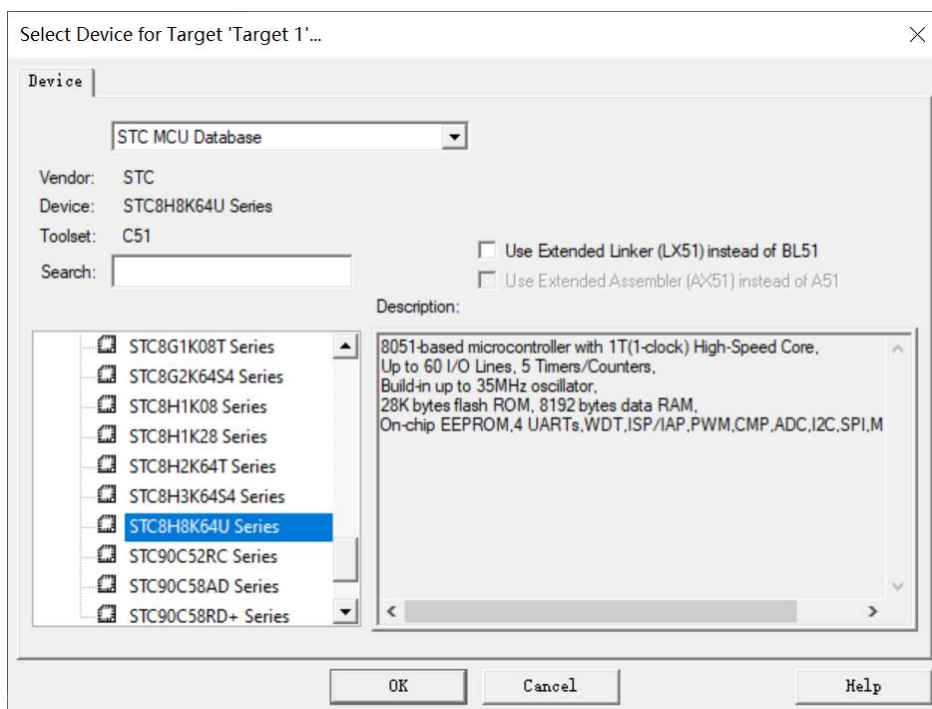 Select Device for Target 'Target 1'...
Device
STC MCU Database
Vendor: STC
Device: STC8H8K64U Series
Toolset: C51
Search:
Use Extended Linker (LX51) instead of BL51
Use Extended Assembler (AX51) instead of A51
Description:
STC8G1K08T Series
STC8G2K64S4 Series
STC8H1K08 Series
STC8H1K28 Series
STC8H2K64T Series
STC8H3K64S4 Series
STC8H8K64U Series
STC90C52RC Series
STC90C58AD Series
STC90C58RD+ Series
8051-based microcontroller with 1T(1-clock) High-Speed Core,
Up to 60 I/O Lines, 5 Timers/Counters,
Build-in up to 35MHz oscillator,
28K bytes flash ROM, 8192 bytes data RAM,
On-chip EEPROM,4 UARTs,WDT,ISP/IAP,PWM,CMP,ADC,I2C,SPI,M
OK
Cancel
Help